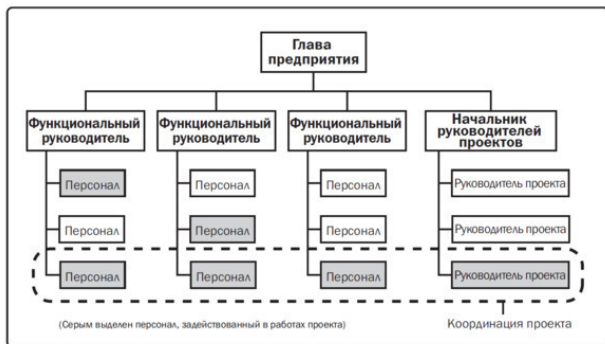 Глава
предприятия
Функциональный
руководитель
Функциональный
руководитель
Функциональный
руководитель
Начальник
руководителей
проектов
Персонал
Персонал
Персонал
Руководитель проекта
Персонал
Персонал
Персонал
Руководитель проекта
Персонал
Персонал
Персонал
Руководитель проекта
(Серым выделен персонал, задействованный в работах проекта)
Координация проекта